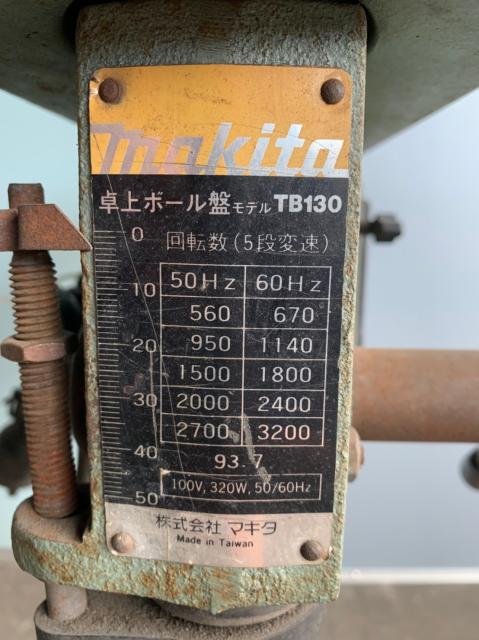 makita
卓上ボール盤モデル TB130
0 回転数(5段変速)
10 50Hz 60Hz
560 670
20 950 1140
1500 1800
30 2000 2400
2700 3200
40 93.7
100V, 320W, 50/60Hz
50
株式会社 マキタ
Made in Taiwan